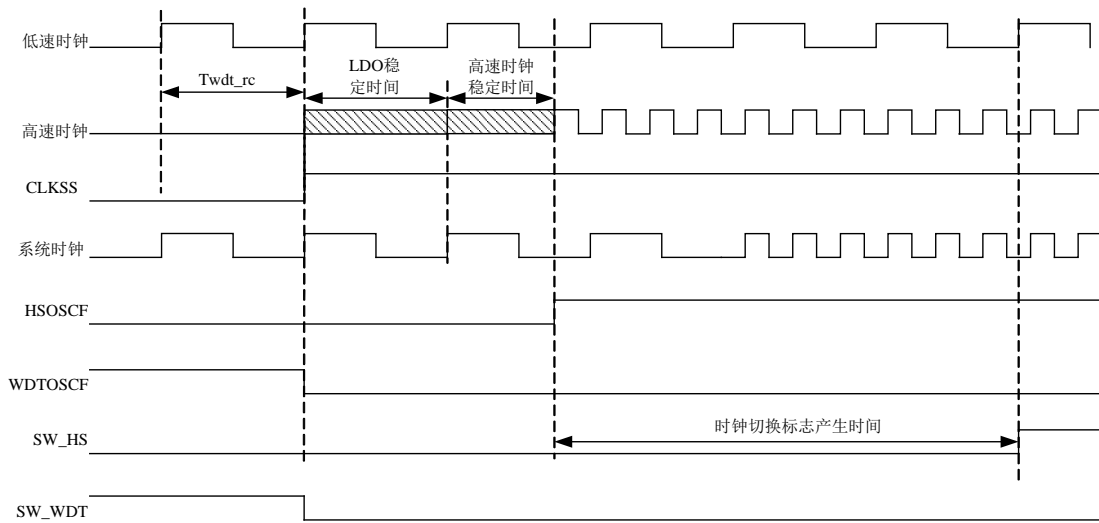 低速时钟
Twdt_rc
LDO稳
定时间
高速时钟
稳定时间
高速时钟
CLKSS
系统时钟
HSOSCF
WDTOSCF
SW_HS
时钟切换标志产生时间
SW_WDT